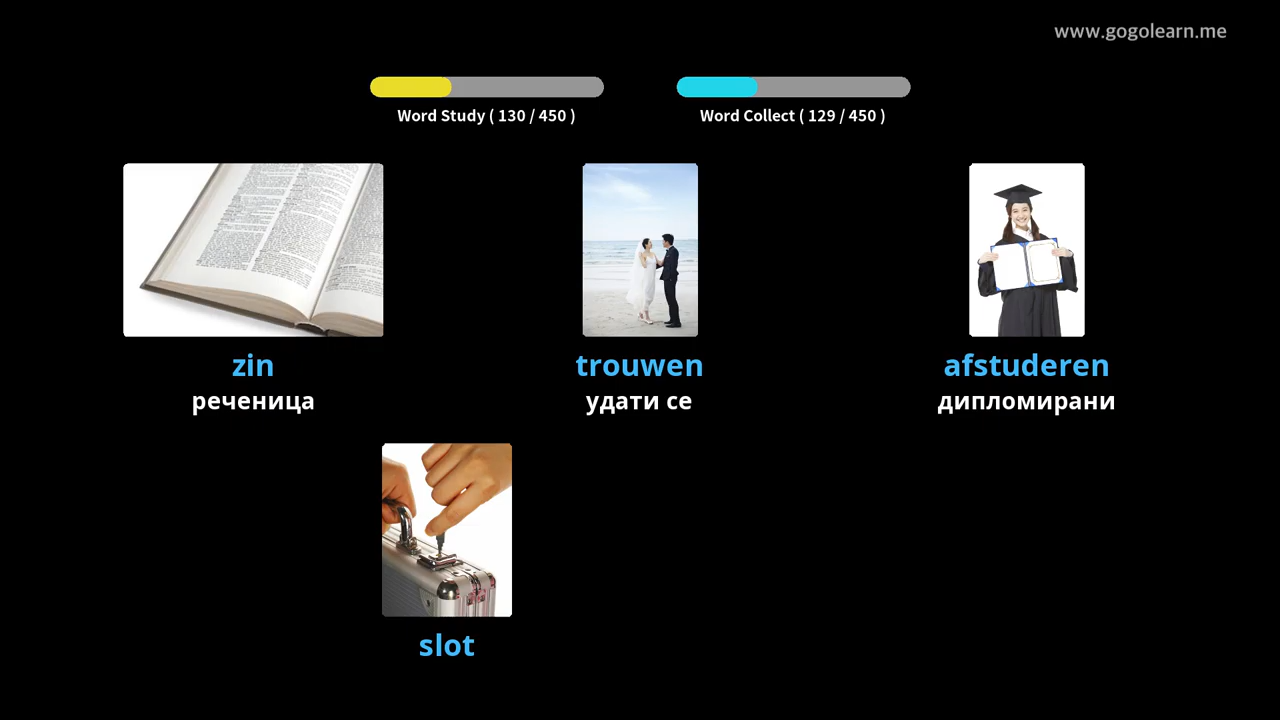 www.gogolearn.me
Word Study ( 130 / 450 )
Word Collect ( 129 / 450 )
zin
trouwen
afstuderen
реченица
удати се
дипломирани
slot